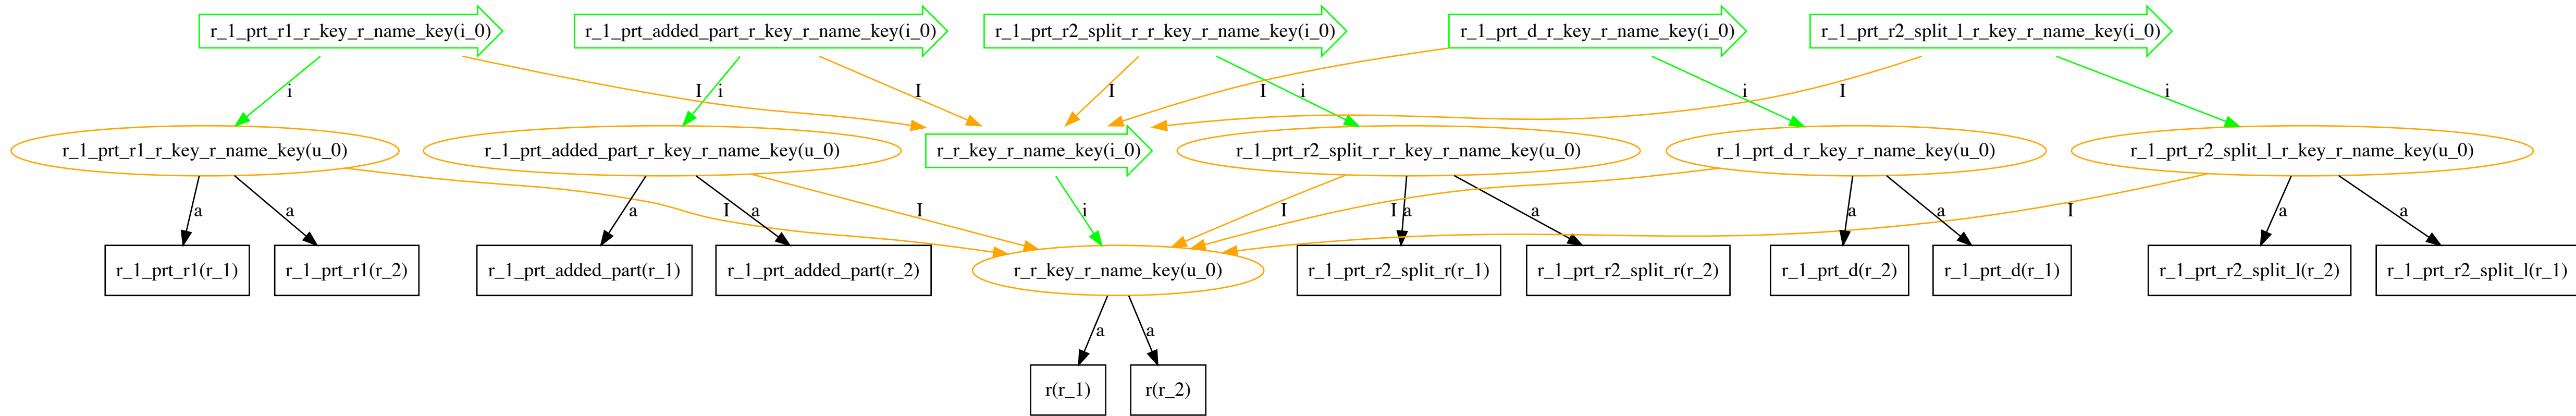 r_1_prt_r1_r_key_r_name_key(i_0)
r_1_prt_added_part_r_key_r_name_key(i_0)
r_1_prt_r2_split_r_r_key_r_name_key(i_0)
r_1_prt_d_r_key_r_name_key(i_0)
r_1_prt_r2_split_l_r_key_r_name_key(i_0)
i
I
i
I
I
I
i
i
I
i
r_1_prt_r1_r_key_r_name_key(u_0)
r_1_prt_added_part_r_key_r_name_key(u_0)
r_r_key_r_name_key(i_0)
r_1_prt_r2_split_r_r_key_r_name_key(u_0)
r_1_prt_d_r_key_r_name_key(u_0)
r_1_prt_r2_split_l_r_key_r_name_key(u_0)
a
a
a
I
a
I
i
I
I
a
a
a
a
I
a
a
r_1_prt_r1(r_1)
r_1_prt_r1(r_2)
r_1_prt_added_part(r_1)
r_1_prt_added_part(r_2)
r_r_key_r_name_key(u_0)
r_1_prt_r2_split_r(r_1)
r_1_prt_r2_split_r(r_2)
r_1_prt_d(r_2)
r_1_prt_d(r_1)
r_1_prt_r2_split_l(r_2)
r_1_prt_r2_split_l(r_1)
a
a
r(r_1)
r(r_2)